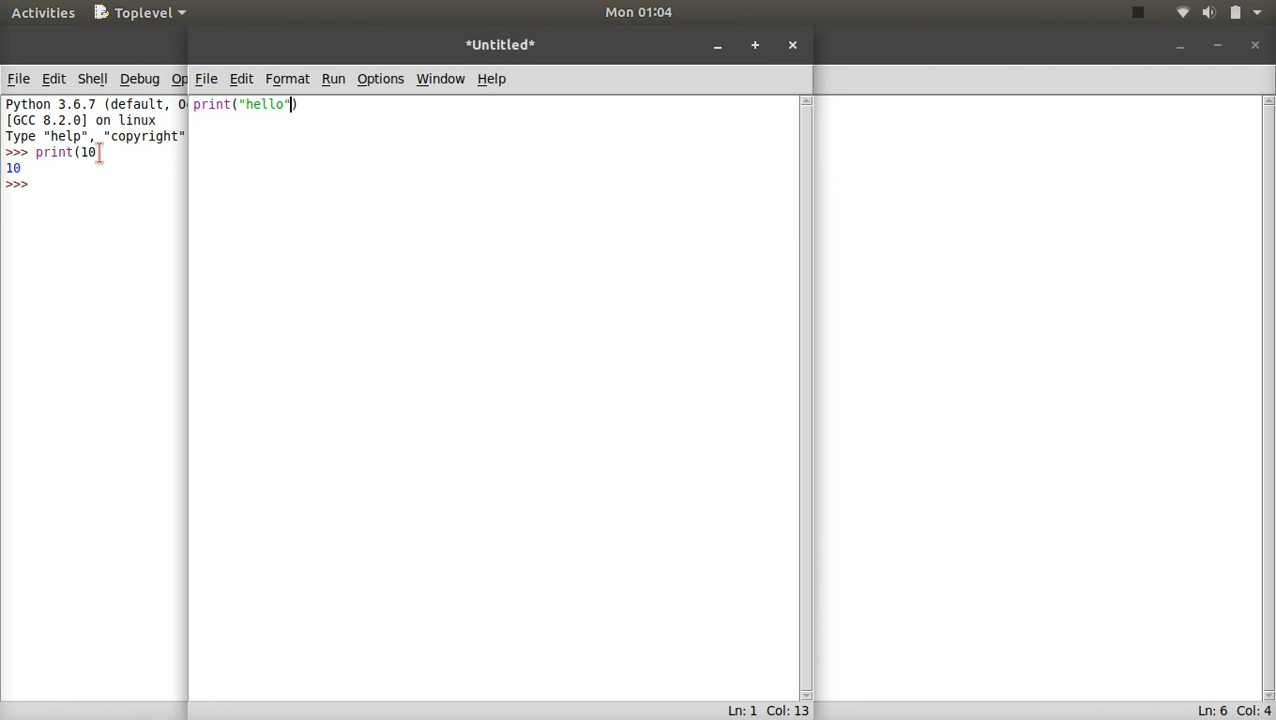 Activities Toplevel Mon 01:04
*Untitled*
File Edit Shell Debug Op
File Edit Format Run Options Window Help
Python 3.6.7 (default, O
[GCC 8.2.0] on linux
Type "help", "copyright"
>>> print(10
10
>>>
print("hello")
Ln: 1 Col: 13
Ln: 6 Col: 4